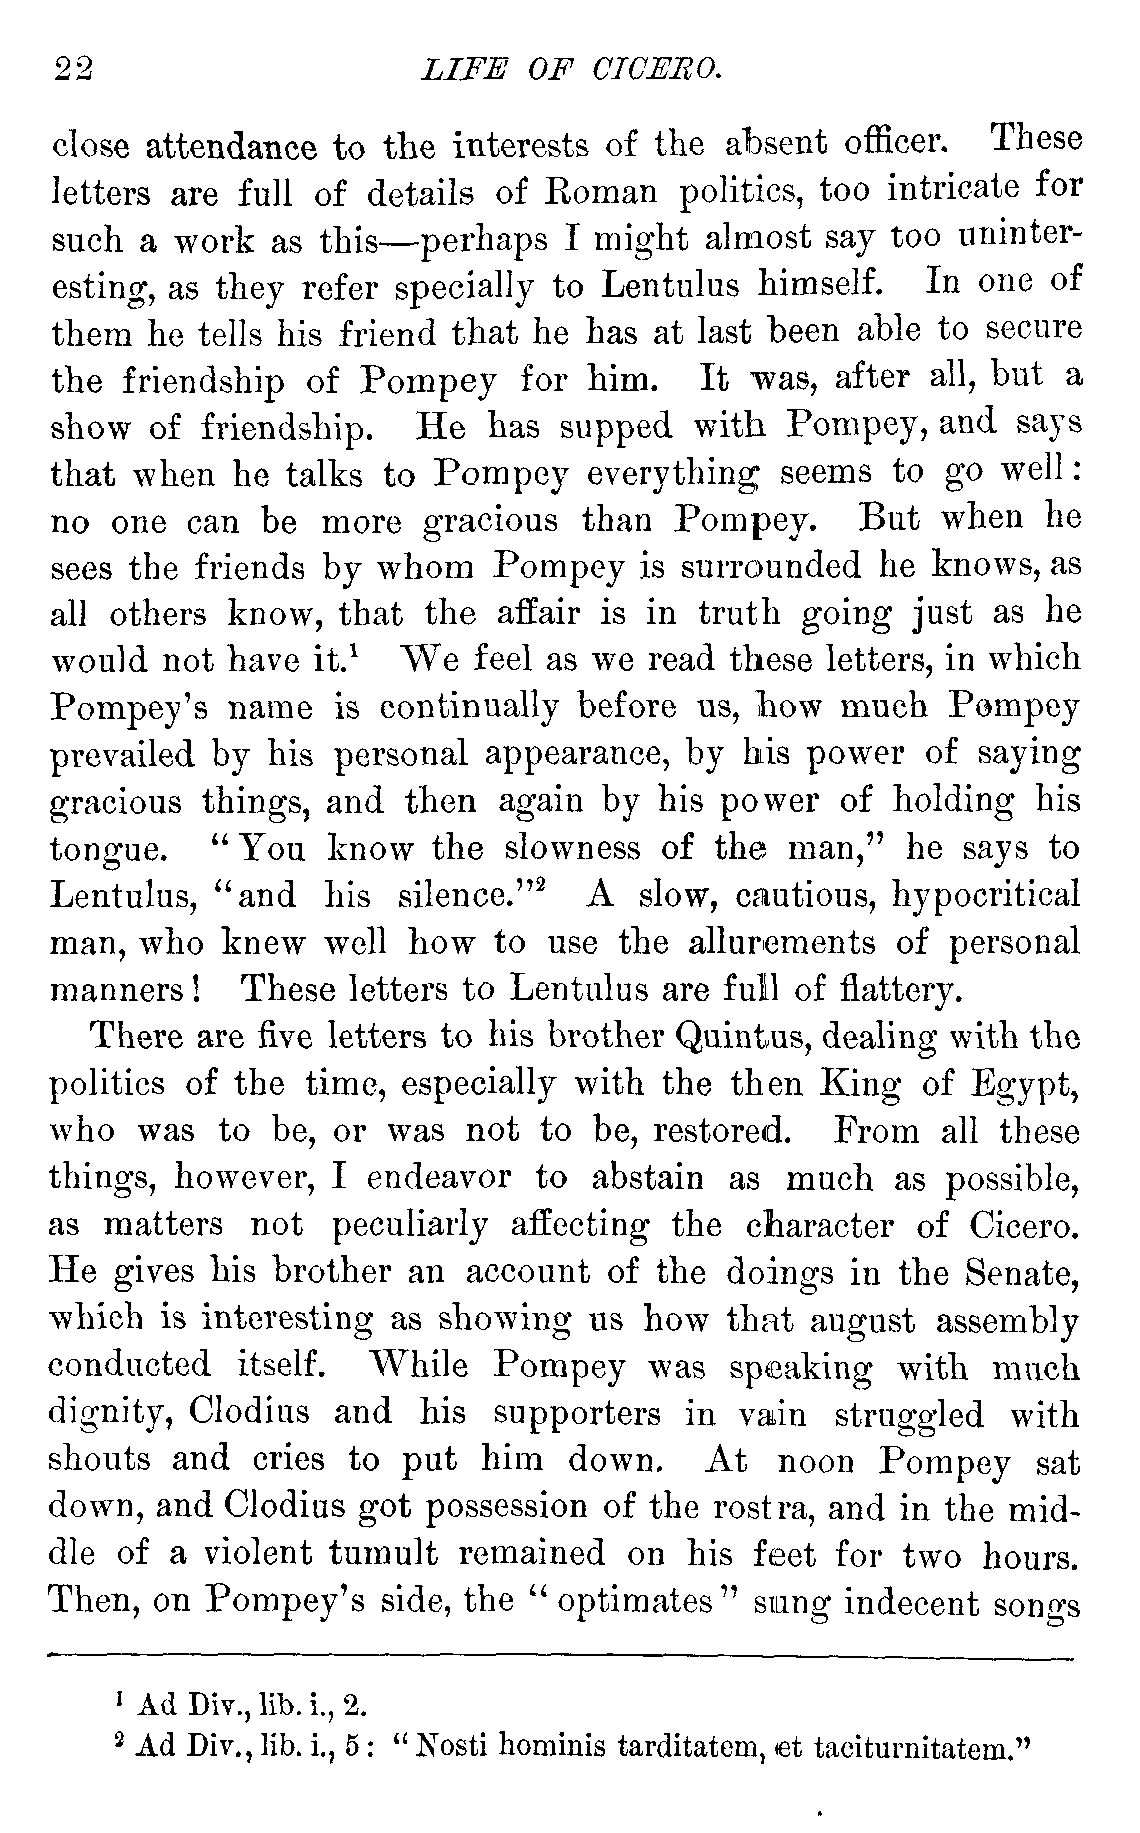 22 LIFE OF CICERO.
close attendance to the interests of the absent officer. These
letters are full of details of Roman politics, too intricate for
such a work as this—perhaps I might almost say too uninter-
esting, as they refer specially to Lentulus himself. In one of
them he tells his friend that he has at last been able to secure
the friendship of Pompey for him. It was, after all, but a
show of friendship. He has supped with Pompey, and says
that when he talks to Pompey everything seems to go well:
no one can be more gracious than Pompey. But when he
sees the friends by whom Pompey is surrounded he knows, as
all others know, that the affair is in truth going just as he
would not have it.¹ We feel as we read these letters, in which
Pompey's name is continually before us, how much Pompey
prevailed by his personal appearance, by his power of saying
gracious things, and then again by his power of holding his
tongue. “You know the slowness of the man,” he says to
Lentulus, “and his silence.”² A slow, cautious, hypocritical
man, who knew well how to use the allurements of personal
manners! These letters to Lentulus are full of flattery.
There are five letters to his brother Quintus, dealing with the
politics of the time, especially with the then King of Egypt,
who was to be, or was not to be, restored. From all these
things, however, I endeavor to abstain as much as possible,
as matters not peculiarly affecting the character of Cicero.
He gives his brother an account of the doings in the Senate,
which is interesting as showing us how that august assembly
conducted itself. While Pompey was speaking with much
dignity, Clodius and his supporters in vain struggled with
shouts and cries to put him down. At noon Pompey sat
down, and Clodius got possession of the rostra, and in the mid-
dle of a violent tumult remained on his feet for two hours.
Then, on Pompey's side, the “optimates” sung indecent songs
¹ Ad Div., lib. i., 2.
² Ad Div., lib. i., 5: “Nosti hominis tarditatem, et taciturnitatem.”